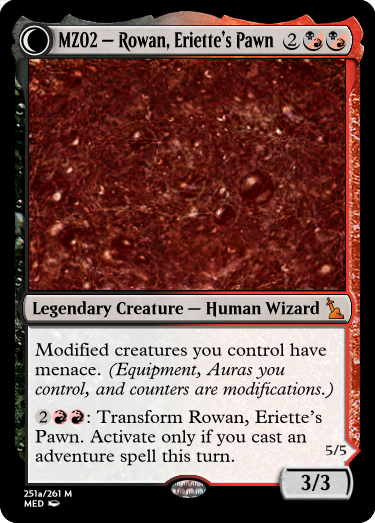 MZ02 — Rowan, Eriette's Pawn 2
Legendary Creature — Human Wizard
Modified creatures you control have
menace. (Equipment, Auras you
control, and counters are modifications.)
2: Transform Rowan, Eriette's
Pawn. Activate only if you cast an
adventure spell this turn.
5/5
3/3
251a/261 M
MED